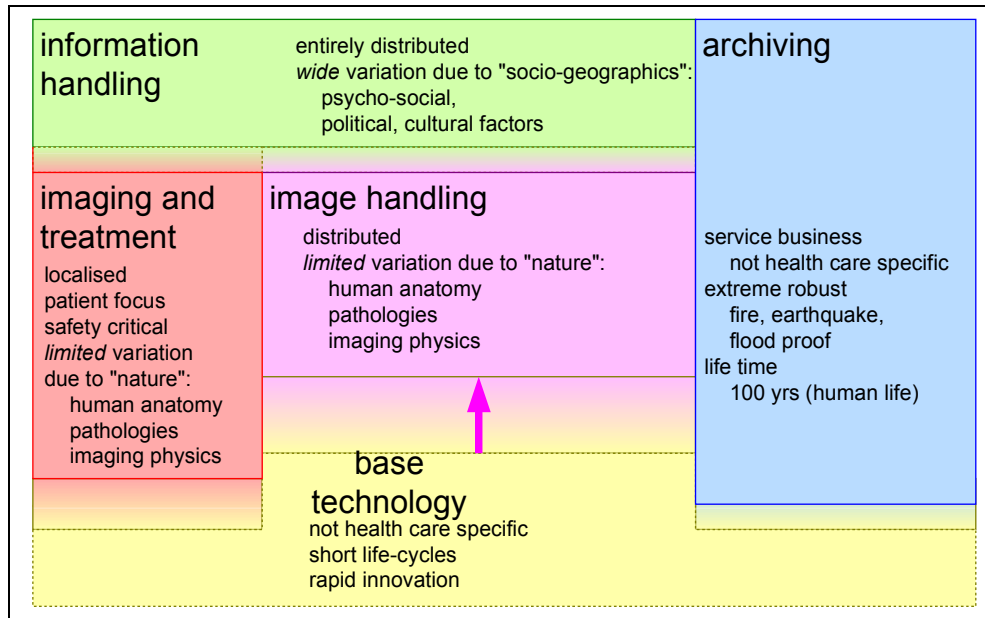 information
handling
entirely distributed
wide variation due to "socio-geographics":
psycho-social,
political, cultural factors
archiving
service business
not health care specific
extreme robust
fire, earthquake,
flood proof
life time
100 yrs (human life)
imaging and
treatment
localised
patient focus
safety critical
limited variation
due to "nature":
human anatomy
pathologies
imaging physics
image handling
distributed
limited variation due to "nature":
human anatomy
pathologies
imaging physics
base
technology
not health care specific
short life-cycles
rapid innovation